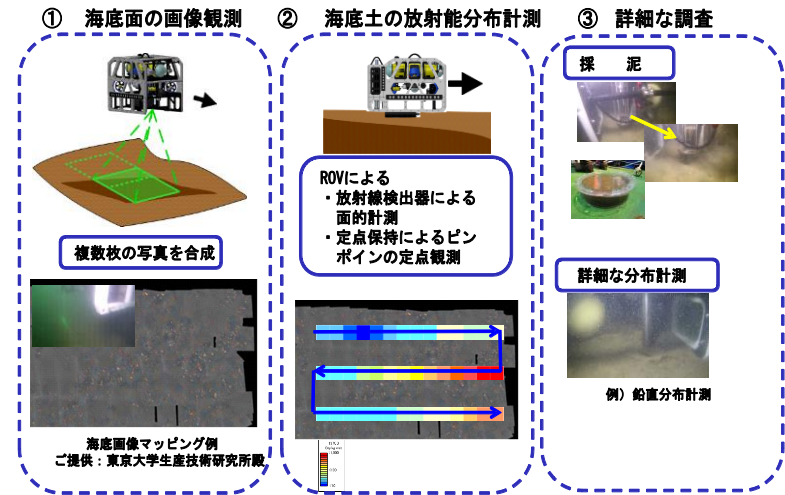 ① 海底面の画像観測
② 海底土の放射能分布計測
③ 詳細な調査
複数枚の写真を合成
海底画像マッピング例
ご提供：東京大学生産技術研究所殿
ROVによる
・放射線検出器による
面的計測
・定点保持によるピン
ポインの定点観測
採 泥
詳細な分布計測
例）鉛直分布計測